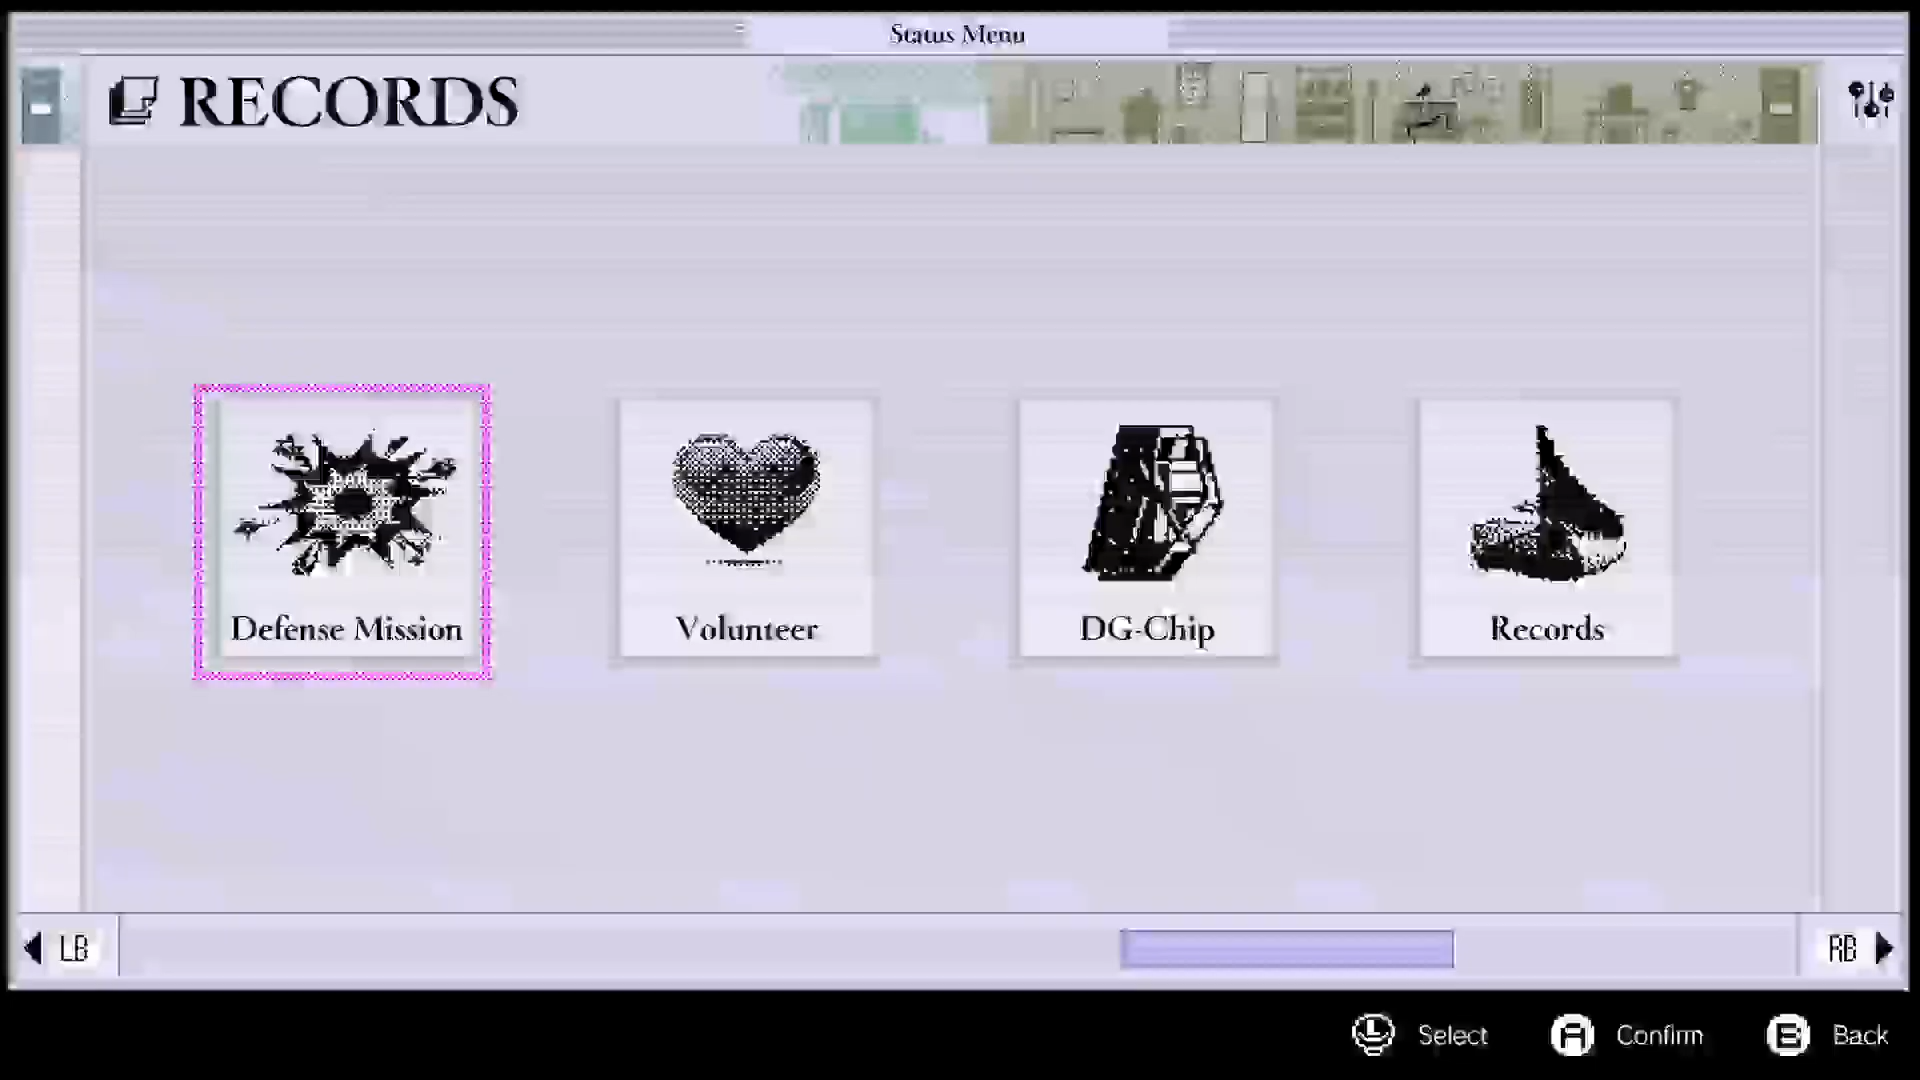 Status Menu
RECORDS
Defense Mission
Volunteer
DG-Chip
Records
LB
RB
L Select
A Confirm
B Back